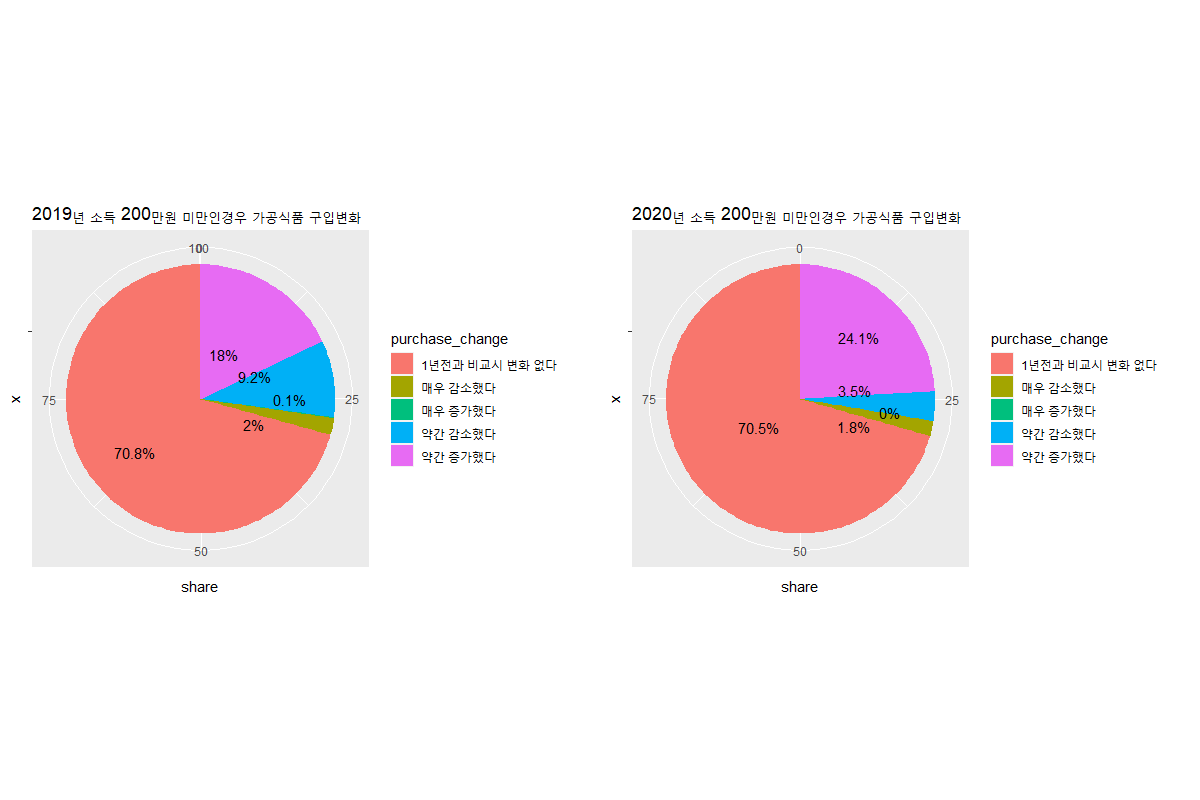 2019년 소득 200만원 미만인경우 가공식품 구입변화
100
0
18%
9.2%
0.1%
2%
70.8%
75
25
50
x
share
purchase_change
1년전과 비교시 변화 없다
매우 감소했다
매우 증가했다
약간 감소했다
약간 증가했다
2020년 소득 200만원 미만인경우 가공식품 구입변화
0
24.1%
3.5%
0%
1.8%
70.5%
75
25
50
x
share
purchase_change
1년전과 비교시 변화 없다
매우 감소했다
매우 증가했다
약간 감소했다
약간 증가했다